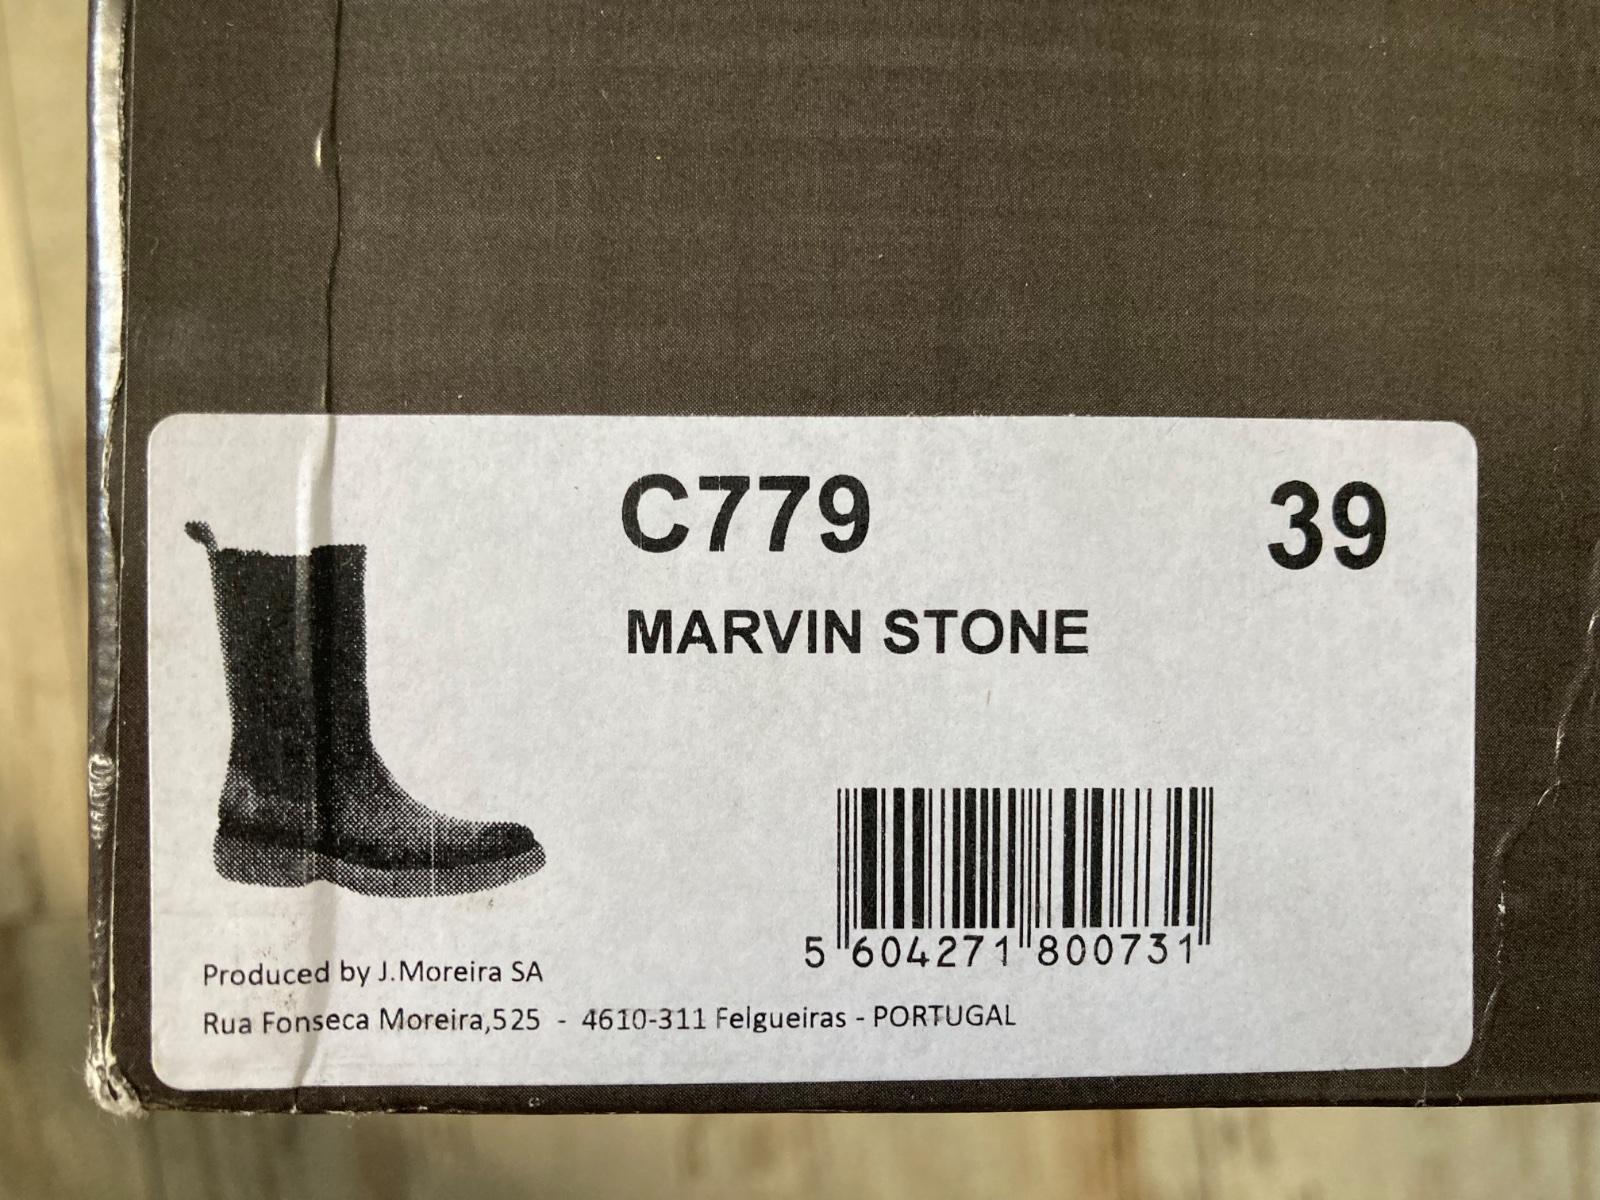 C779 39
MARVIN STONE
5 604271 800731
Produced by J.Moreira SA
Rua Fonseca Moreira,525 - 4610-311 Felgueiras - PORTUGAL